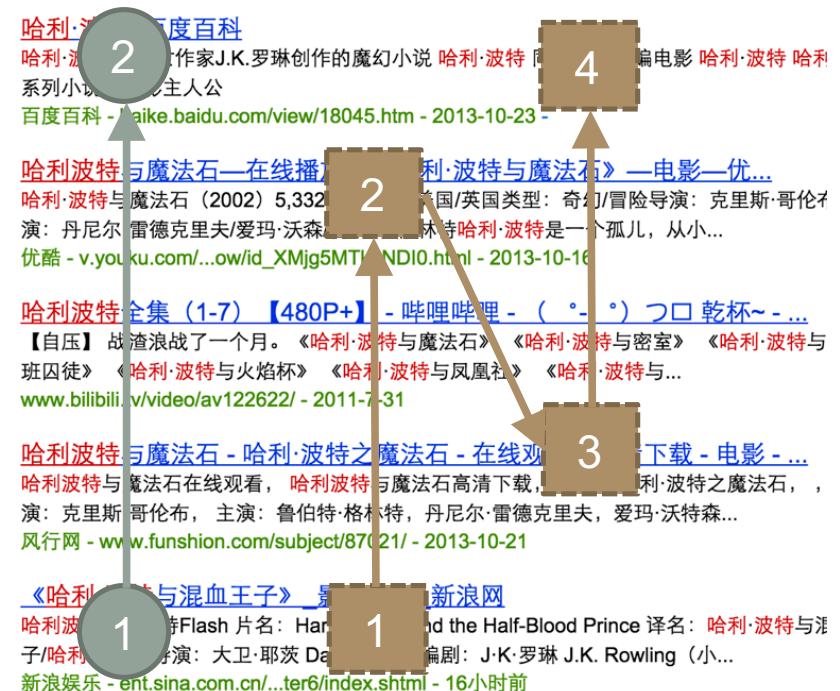 哈利· 百度百科
哈利· 作家J.K.罗琳创作的魔幻小说 哈利·波特 编电影 哈利·波特 哈利
系列小 主人公
百度百科 - baike.baidu.com/view/18045.htm - 2013-10-23 -
哈利波特与魔法石—在线播 利·波特与魔法石》—电影—优...
哈利·波特与魔法石（2002）5,332 国/英国类型：奇幻/冒险导演：克里斯·哥伦布
演：丹尼尔·雷德克里夫/爱玛·沃森 林特哈利·波特是一个孤儿，从小...
优酷 - v.youku.com/...ow/id_XMjg5MTI NDI0.html - 2013-10-16
哈利波特全集（1-7）【480P+】 - 哔哩哔哩 - （ ゜- ゜）つロ 乾杯~ - ...
【自压】 战渣浪战了一个月。《哈利·波特与魔法石》 《哈利·波特与密室》 《哈利·波特与
班囚徒》 《哈利·波特与火焰杯》 《哈利·波特与凤凰社》 《哈利·波特与...
www.bilibili.tv/video/av122622/ - 2011-7-31
哈利波特与魔法石 - 哈利·波特之魔法石 - 在线观 下载 - 电影 - ...
哈利波特与魔法石在线观看， 哈利波特与魔法石高清下载， 利·波特之魔法石， ，
演：克里斯·哥伦布， 主演：鲁伯特·格林特，丹尼尔·雷德克里夫，爱玛·沃特森...
风行网 - www.funshion.com/subject/87021/ - 2013-10-21
《哈利 与混血王子》_ _新浪网
哈利波 特Flash 片名：Har nd the Half-Blood Prince 译名：哈利·波特与混
子/哈利 导演：大卫·耶茨 Da 编剧：J·K·罗琳 J.K. Rowling（小...
新浪娱乐 - ent.sina.com.cn/...ter6/index.shtml - 16小时前
2
4
2
3
1
1